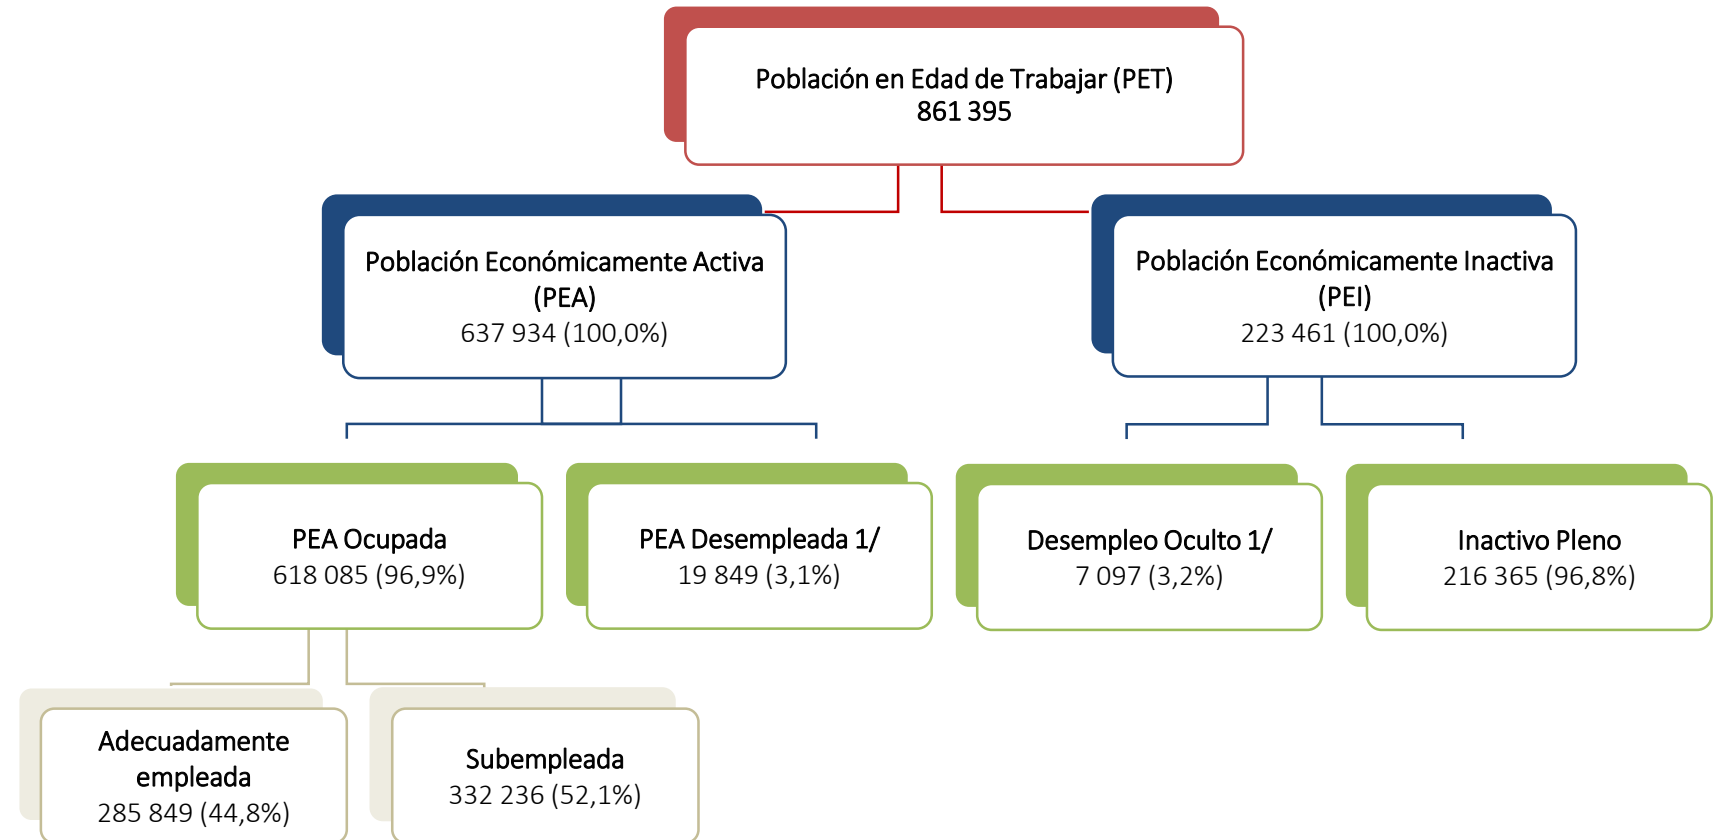 Población en Edad de Trabajar (PET)
861 395
Población Económicamente Activa
(PEA)
637 934 (100,0%)
Población Económicamente Inactiva
(PEI)
223 461 (100,0%)
PEA Ocupada
618 085 (96,9%)
PEA Desempleada 1/
19 849 (3,1%)
Desempleo Oculto 1/
7 097 (3,2%)
Inactivo Pleno
216 365 (96,8%)
Adecuadamente
empleada
285 849 (44,8%)
Subempleada
332 236 (52,1%)